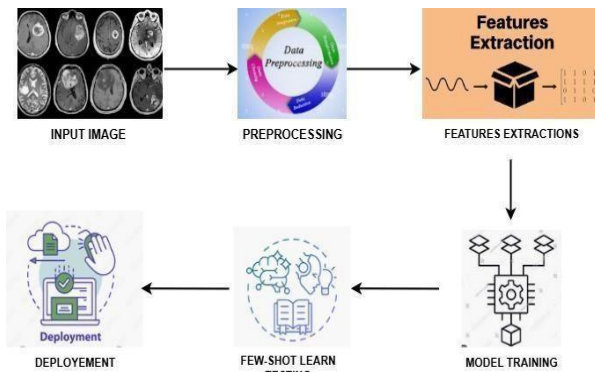 Data
Preprocessing
Features
Extraction
INPUT IMAGE
PREPROCESSING
FEATURES EXTRACTIONS
Deployment
DEPLOYEMENT
FEW-SHOT LEARN
MODEL TRAINING